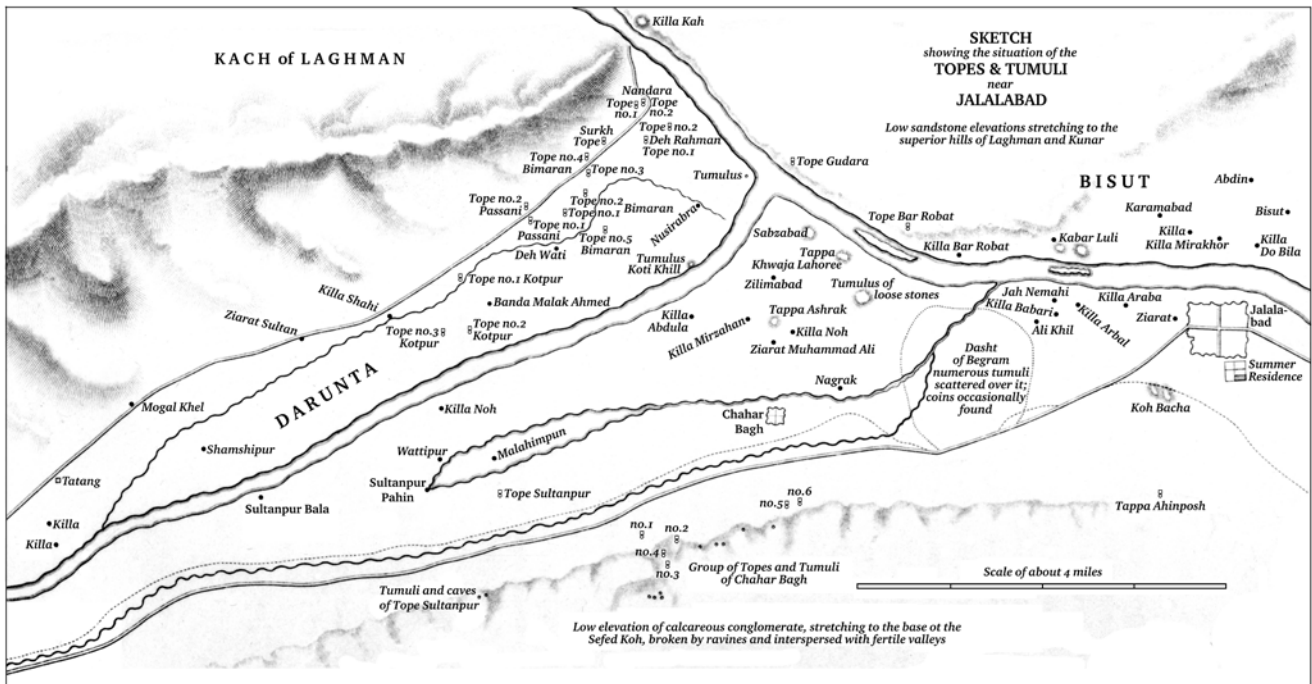 Killa Kah
KACH of LAGHMAN
SKETCH
showing the situation of the
TOPES & TUMULI
near
JALALABAD
Low sandstone elevations stretching to the
superior hills of Laghman and Kunar
Nandara
Tope
no.1
Tope
no.2
Surkh
Tope
Tope no.2
Deh Rahman
Tope no.1
Tope no.4
Bimaran
Tope no.3
Tumulus
Tope Gudara
BISUT
Abdin
Tope no.2
Passani
Tope no.2
Tope no.1
Bimaran
Tope no.1
Passani
Tope no.5
Bimaran
Nusirabra
Karamabad
Bisut
Tope Bar Robat
Killa
Killa Mirakhor
Killa
Do Bila
Sabzabad
Tappa
Khwaja Lahoree
Killa Bar Robat
Kabar Luli
Deh Wati
Tumulus
Koti Khill
Tope no.1 Kotpur
Zilimabad
Tumulus of
loose stones
Killa Shahi
Banda Malak Ahmed
Jah Nemahi
Killa Babari
Ali Khil
Killa Arbal
Killa Araba
Ziarat
Jalala-
bad
Ziarat Sultan
Tope no.3
Kotpur
Tope no.2
Kotpur
Killa
Abdula
Killa Mirzahan
Tappa Ashrak
Killa Noh
Ziarat Muhammad Ali
Dasht
of Begram
numerous tumuli
scattered over it;
coins occasionally
found
Summer
Residence
DARUNTA
Nagrak
Koh Bacha
Mogal Khel
Killa Noh
Chahar
Bagh
Shamshipur
Wattipur
Malahimpun
Tatang
Sultanpur
Pahin
Tope Sultanpur
Sultanpur Bala
no.6
no.5
Tappa Ahinposh
Killa
Killa
no.1
no.2
no.4
no.3
Group of Topes and Tumuli
of Chahar Bagh
Scale of about 4 miles
Tumuli and caves
of Tope Sultanpur
Low elevation of calcareous conglomerate, stretching to the base ot the
Sefed Koh, broken by ravines and interspersed with fertile valleys